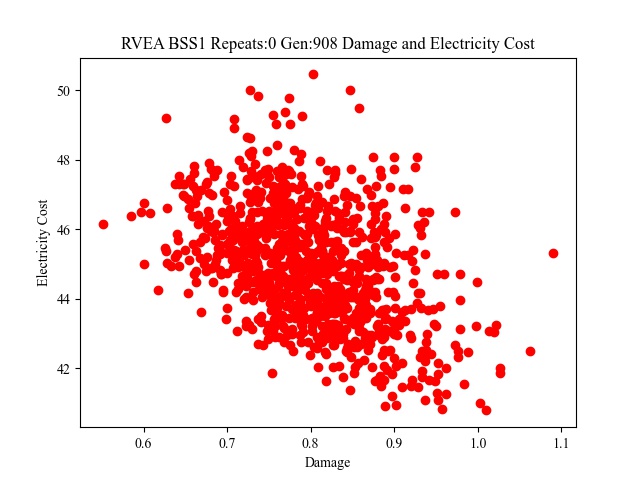 RVEA BSS1 Repeats:0 Gen:908 Damage and Electricity Cost
50
48
46
44
42
Electricity Cost
0.6 0.7 0.8 0.9 1.0 1.1
Damage